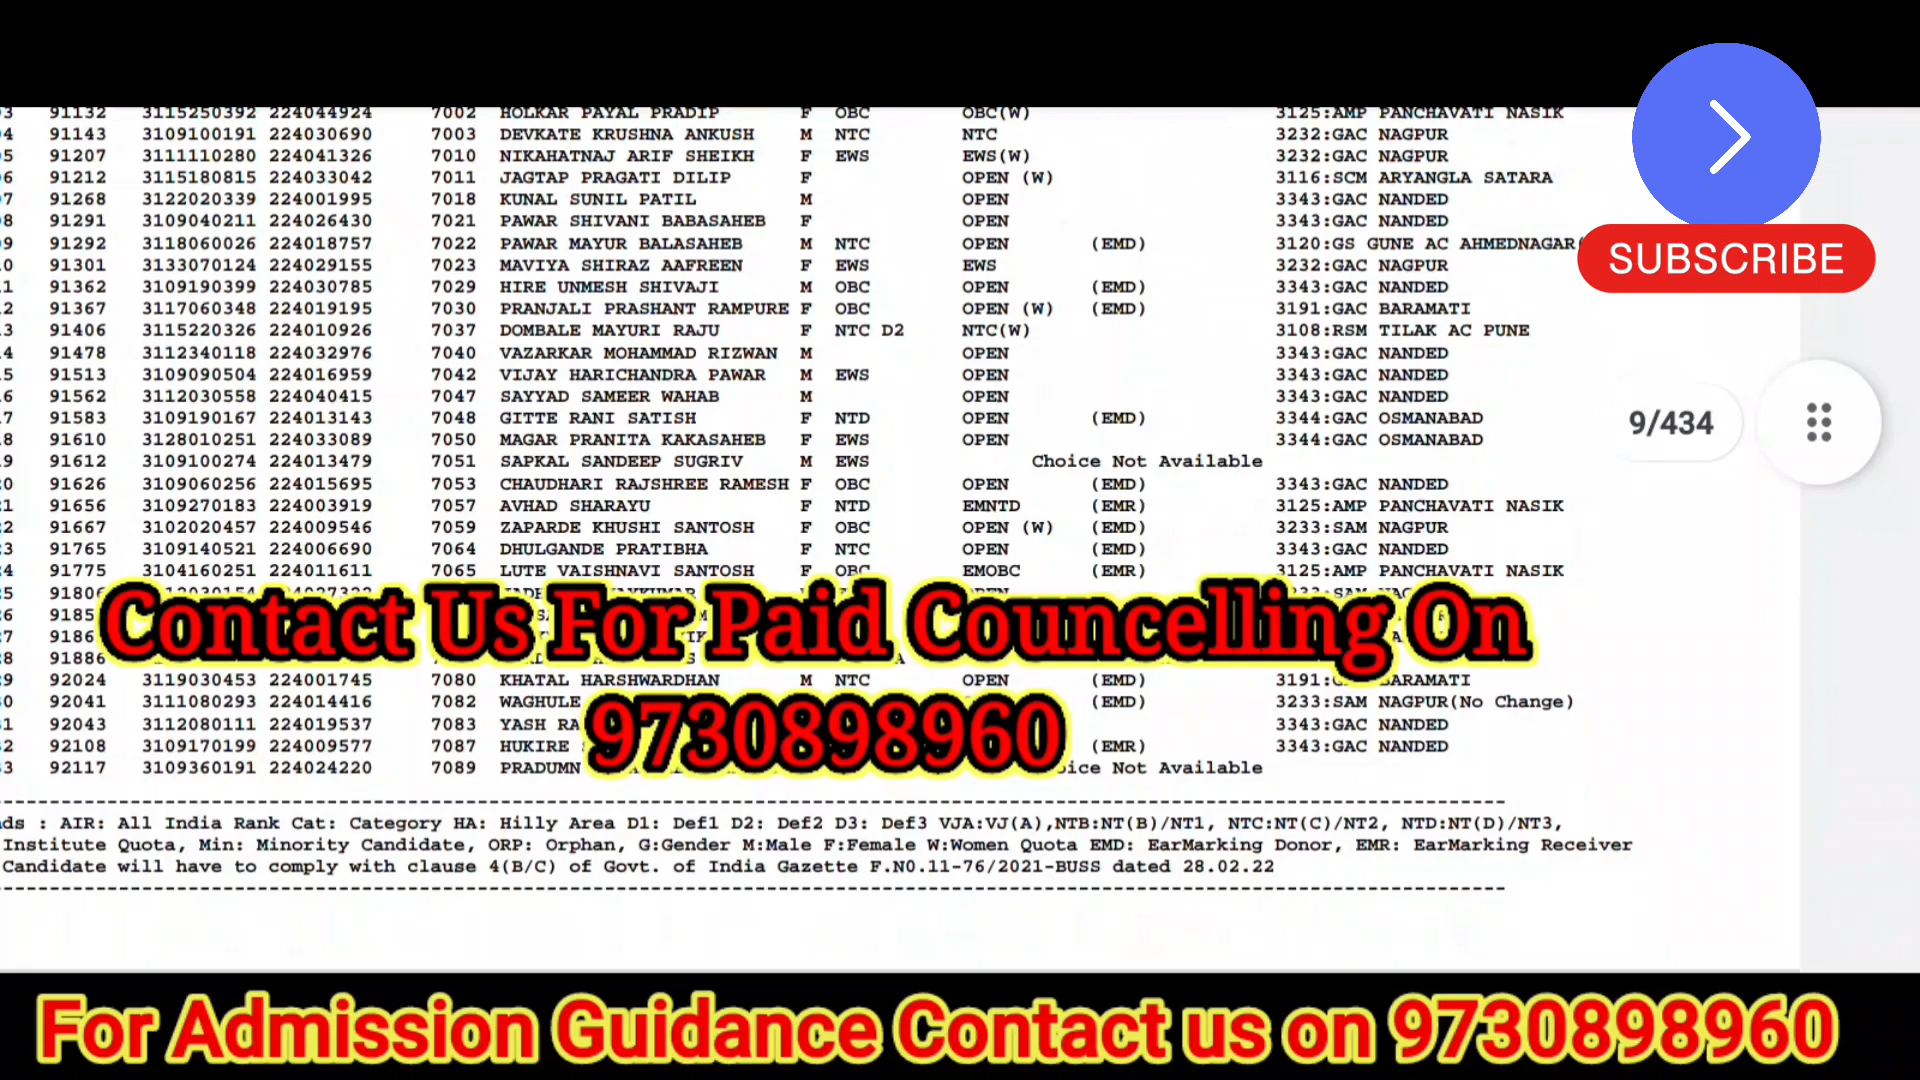 3 91132 3115250392 224044924 7002 HOLKAR PAYAL PRADIP F OBC OBC(W) 3125:AMP PANCHAVATI NASIK
4 91143 3109100191 224030690 7003 DEVKATE KRUSHNA ANKUSH M NTC NTC 3232:GAC NAGPUR
5 91207 3111110280 224041326 7010 NIKAHATNAJ ARIF SHEIKH F EWS EWS(W) 3232:GAC NAGPUR
6 91212 3115180815 224033042 7011 JAGTAP PRAGATI DILIP F OPEN (W) 3116:SCM ARYANGLA SATARA
7 91268 3122020339 224001995 7018 KUNAL SUNIL PATIL M OPEN 3343:GAC NANDED
8 91291 3109040211 224026430 7021 PAWAR SHIVANI BABASAHEB F OPEN 3343:GAC NANDED
9 91292 3118060026 224018757 7022 PAWAR MAYUR BALASAHEB M NTC OPEN (EMD) 3120:GS GUNE AC AHMEDNAGAR
SUBSCRIBE
0 91301 3133070124 224029155 7023 MAVIYA SHIRAZ AAFREEN F EWS EWS 3232:GAC NAGPUR
1 91362 3109190399 224030785 7029 HIRE UNMESH SHIVAJI M OBC OPEN (EMD) 3343:GAC NANDED
2 91367 3117060348 224019195 7030 PRANJALI PRASHANT RAMPURE F OBC OPEN (W) (EMD) 3191:GAC BARAMATI
3 91406 3115220326 224010926 7037 DOMBALE MAYURI RAJU F NTC D2 NTC(W) 3108:RSM TILAK AC PUNE
4 91478 3112340118 224032976 7040 VAZARKAR MOHAMMAD RIZWAN M OPEN 3343:GAC NANDED
5 91513 3109090504 224016959 7042 VIJAY HARICHANDRA PAWAR M EWS OPEN 3343:GAC NANDED
6 91562 3112030558 224040415 7047 SAYYAD SAMEER WAHAB M OPEN 3343:GAC NANDED
7 91583 3109190167 224013143 7048 GITTE RANI SATISH F NTD OPEN (EMD) 3344:GAC OSMANABAD
9/434
8 91610 3128010251 224033089 7050 MAGAR PRANITA KAKASAHEB F EWS OPEN 3344:GAC OSMANABAD
9 91612 3109100274 224013479 7051 SAPKAL SANDEEP SUGRIV M EWS Choice Not Available
0 91626 3109060256 224015695 7053 CHAUDHARI RAJSHREE RAMESH F OBC OPEN (EMD) 3343:GAC NANDED
1 91656 3109270183 224003919 7057 AVHAD SHARAYU F NTD EMNTD (EMR) 3125:AMP PANCHAVATI NASIK
2 91667 3102020457 224009546 7059 ZAPARDE KHUSHI SANTOSH F OBC OPEN (W) (EMD) 3233:SAM NAGPUR
3 91765 3109140521 224006690 7064 DHULGANDE PRATIBHA F NTC OPEN (EMD) 3343:GAC NANDED
4 91775 3104160251 224011611 7065 LUTE VAISHNAVI SANTOSH F OBC EMOBC (EMR) 3125:AMP PANCHAVATI NASIK
5
6
7
8 91886
Contact Us For Paid Councelling On
9 92024 3119030453 224001745 7080 KHATAL HARSHWARDHAN M NTC OPEN (EMD) 3191: BARAMATI
0 92041 3111080293 224014416 7082 WAGHULE (EMD) 3233:SAM NAGPUR(No Change)
1 92043 3112080111 224019537 7083 YASH 3343:GAC NANDED
2 92108 3109170199 224009577 7087 HUKIRE (EMR) 3343:GAC NANDED
3 92117 3109360191 224024220 7089 PRADUMN Not Available
9730898960
ds : AIR: All India Rank Cat: Category HA: Hilly Area D1: Def1 D2: Def2 D3: Def3 VJA:VJ(A),NTB:NT(B)/NT1, NTC:NT(C)/NT2, NTD:NT(D)/NT3,
Institute Quota, Min: Minority Candidate, ORP: Orphan, G:Gender M:Male F:Female W:Women Quota EMD: EarMarking Donor, EMR: EarMarking Receiver
Candidate will have to comply with clause 4(B/C) of Govt. of India Gazette F.N0.11-76/2021-BUSS dated 28.02.22
For Admission Guidance Contact us on 9730898960